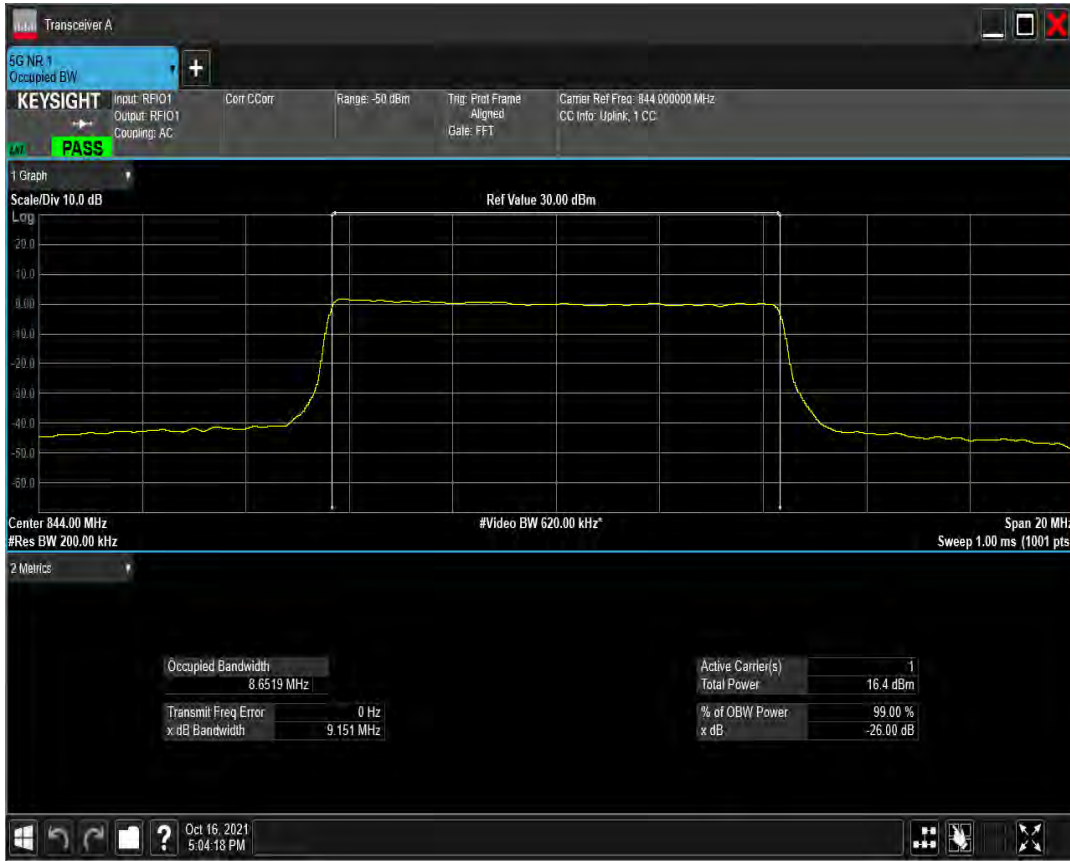 Transceiver A
5G NR 1
Occupied BW
+
KEYSIGHT
PASS
Input: RFIO1
Output: RFIO1
Coupling: AC
Corr CCorr
Range: -50 dBm
Trig: Prot Frame
Aligned
Gate: FFT
Carrier Ref Freq: 844.000000 MHz
CC Info: Uplink, 1 CC
1 Graph
Scale/Div 10.0 dB
Ref Value 30.00 dBm
Log
20.0
10.0
0.00
-10.0
-20.0
-30.0
-40.0
-50.0
-60.0
Center 844.00 MHz
#Video BW 620.00 kHz*
Span 20 MHz
#Res BW 200.00 kHz
Sweep 1.00 ms (1001 pts
2 Metrics
Occupied Bandwidth
8.6519 MHz
Transmit Freq Error 0 Hz
x dB Bandwidth 9.151 MHz
Active Carrier(s) 1
Total Power 16.4 dBm
% of OBW Power 99.00 %
x dB -26.00 dB
?
Oct 16, 2021
5:04:18 PM